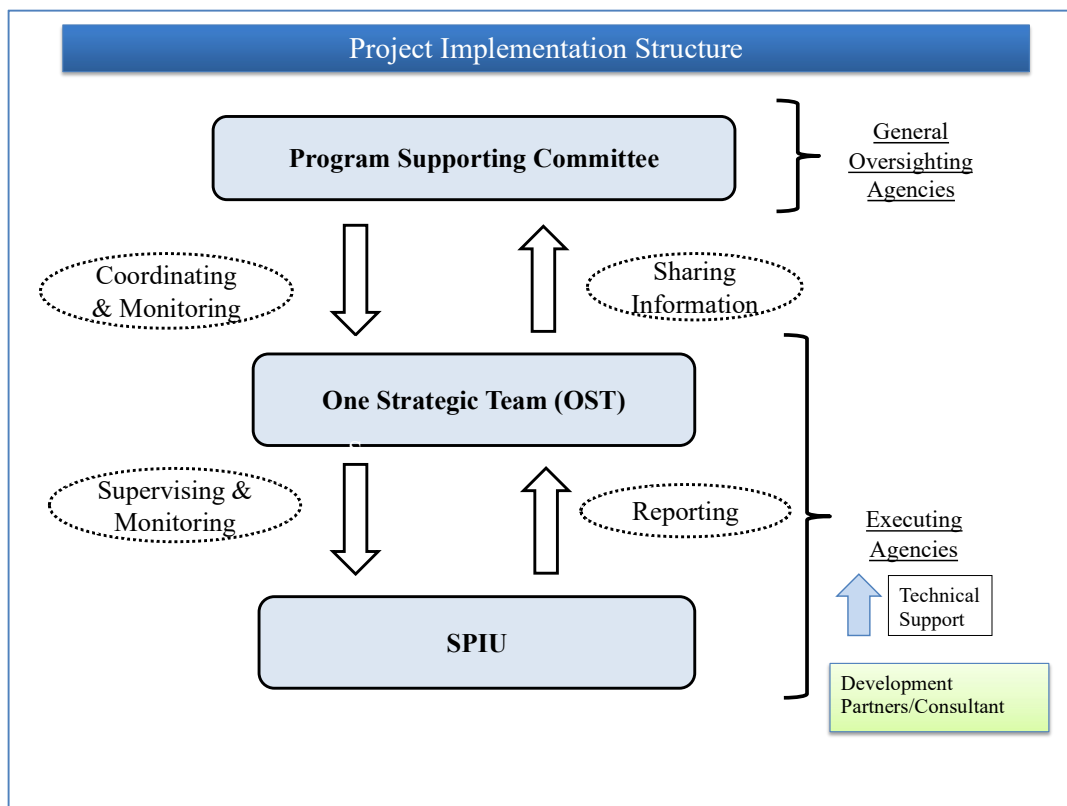 Project Implementation Structure
Program Supporting Committee
General
Oversighting
Agencies
Coordinating
& Monitoring
Sharing
Information
One Strategic Team (OST)
Supervising &
Monitoring
Reporting
Executing
Agencies
Technical
Support
SPIU
Development
Partners/Consultant